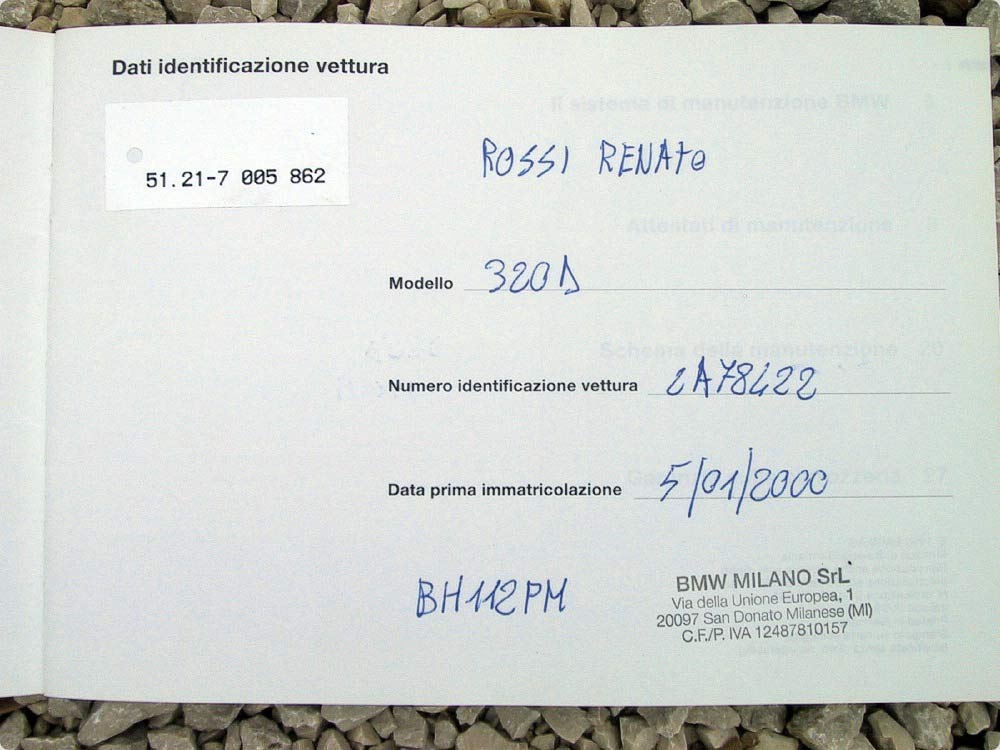 Dati identificazione vettura
51.21-7 005 862
ROSSI RENATO
Modello 320D
Numero identificazione vettura 2A78422
Data prima immatricolazione 5/01/2000
BH112PM
BMW MILANO SrL
Via della Unione Europea, 1
20097 San Donato Milanese (MI)
C.F./P. IVA 12487810157